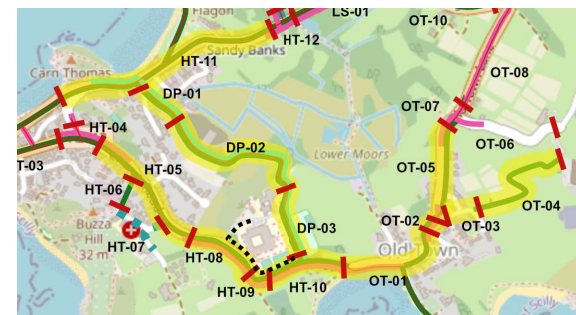 Flagon
LS-01
OT-10
HT-12
Sandy Banks
HT-11
Carn Thomas
OT-08
DP-01
OT-07
HT-04
OT-06
T-03
DP-02
Lower Moors
HT-05
OT-05
HT-06
OT-04
OT-02
OT-03
Buzza
Hill
32 m
HT-07
DP-03
HT-08
Old Town
HT-09
HT-10
OT-01